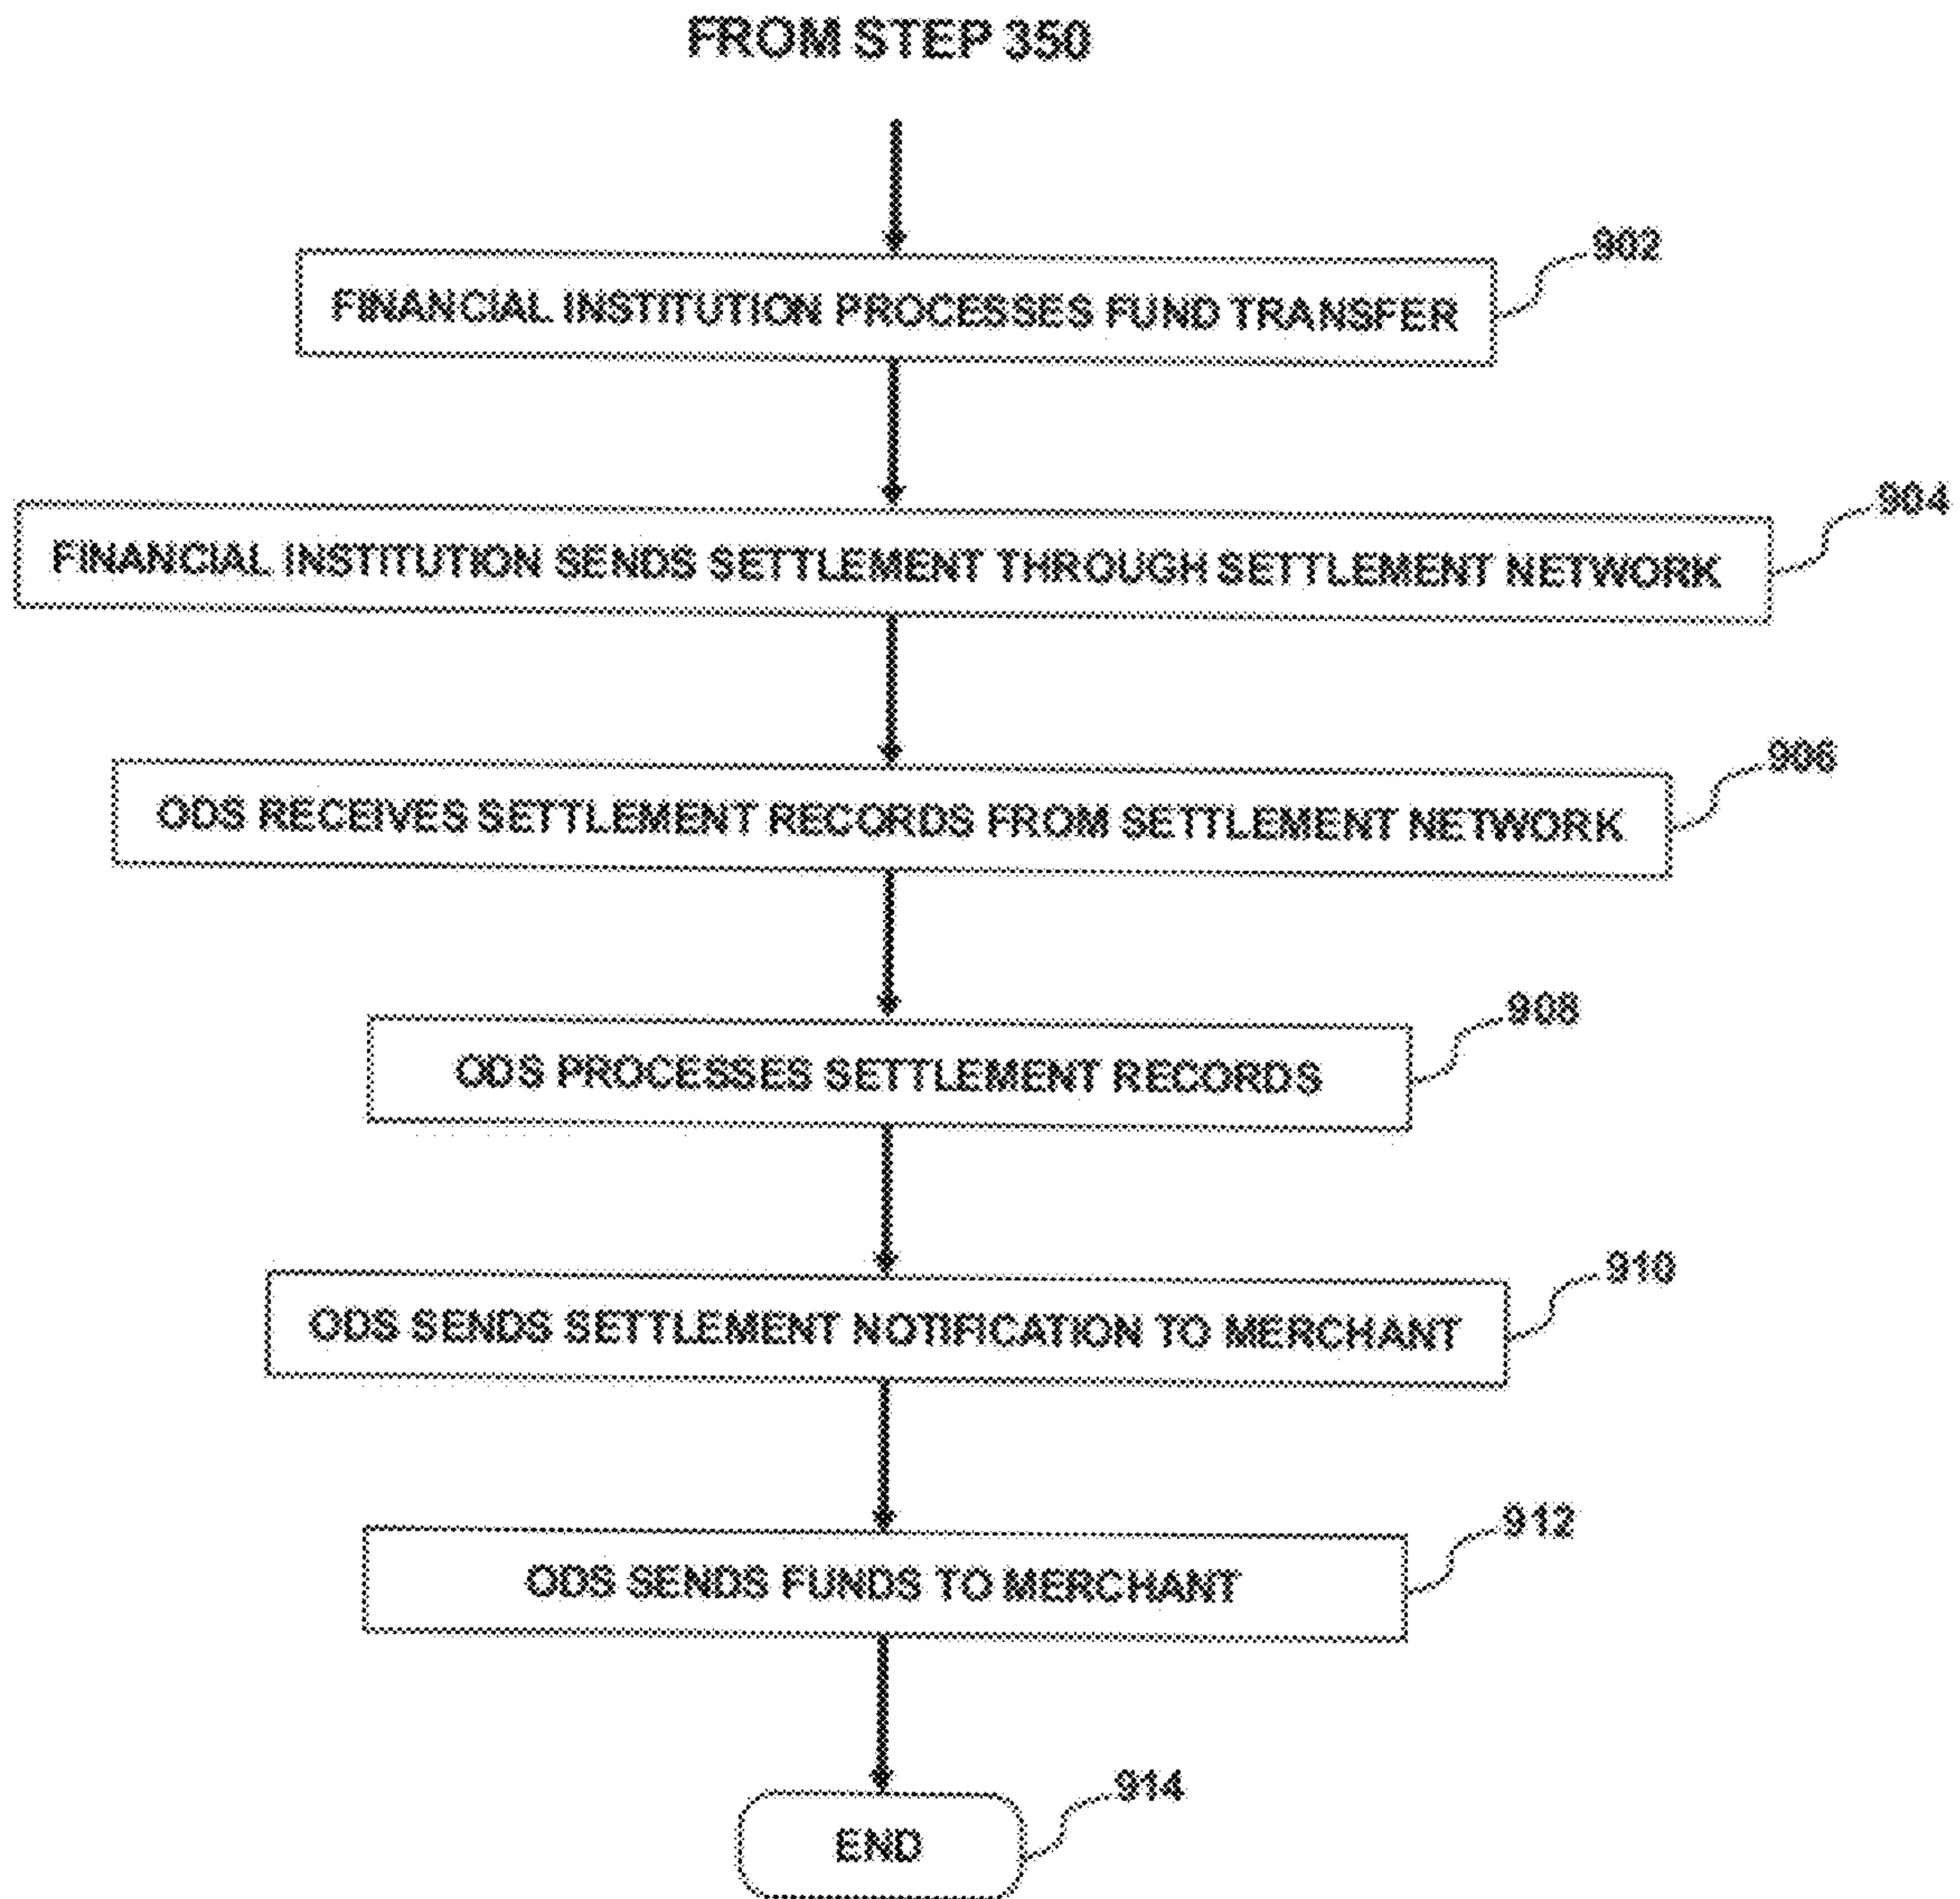 FROM STEP 350
902
FINANCIAL INSTITUTION PROCESSES FUND TRANSFER
904
FINANCIAL INSTITUTION SENDS SETTLEMENT THROUGH SETTLEMENT NETWORK
906
ODS RECEIVES SETTLEMENT RECORDS FROM SETTLEMENT NETWORK
908
ODS PROCESSES SETTLEMENT RECORDS
910
ODS SENDS SETTLEMENT NOTIFICATION TO MERCHANT
912
ODS SENDS FUNDS TO MERCHANT
914
END